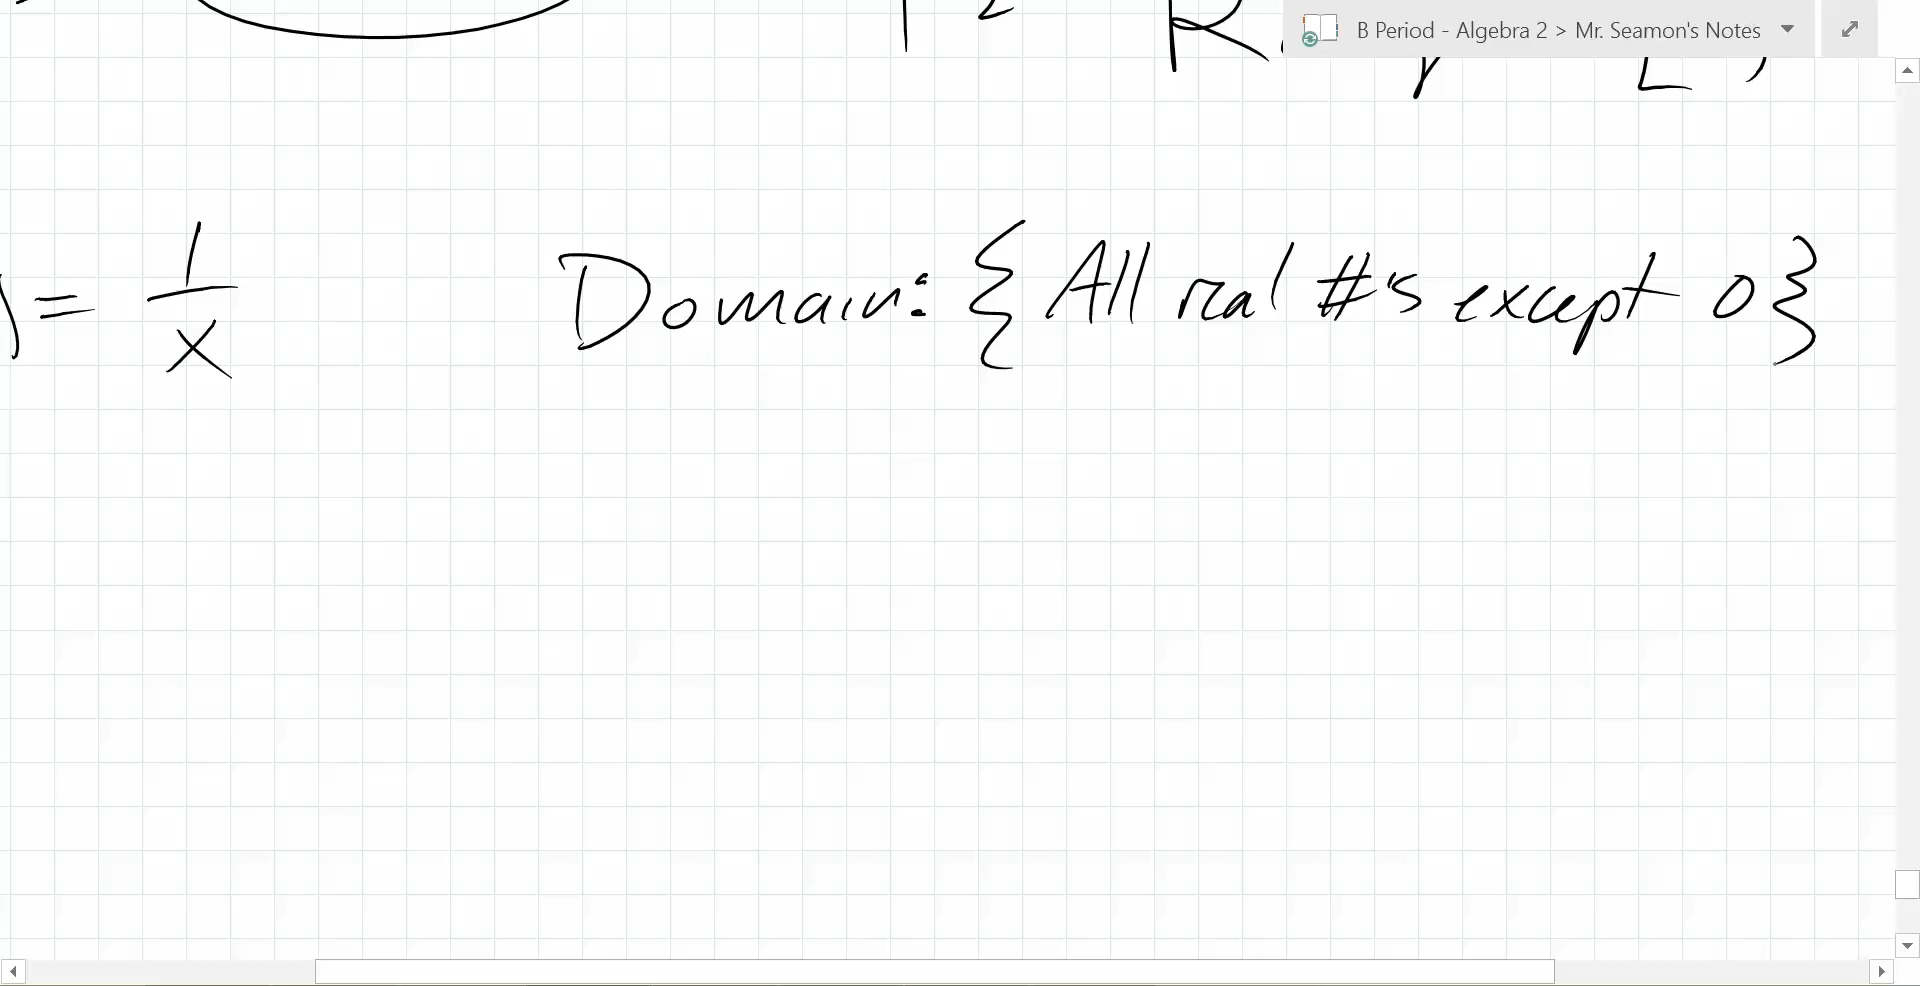 B Period - Algebra 2 > Mr. Seamon's Notes
) = 1/x Domain: {All real #'s except 0}